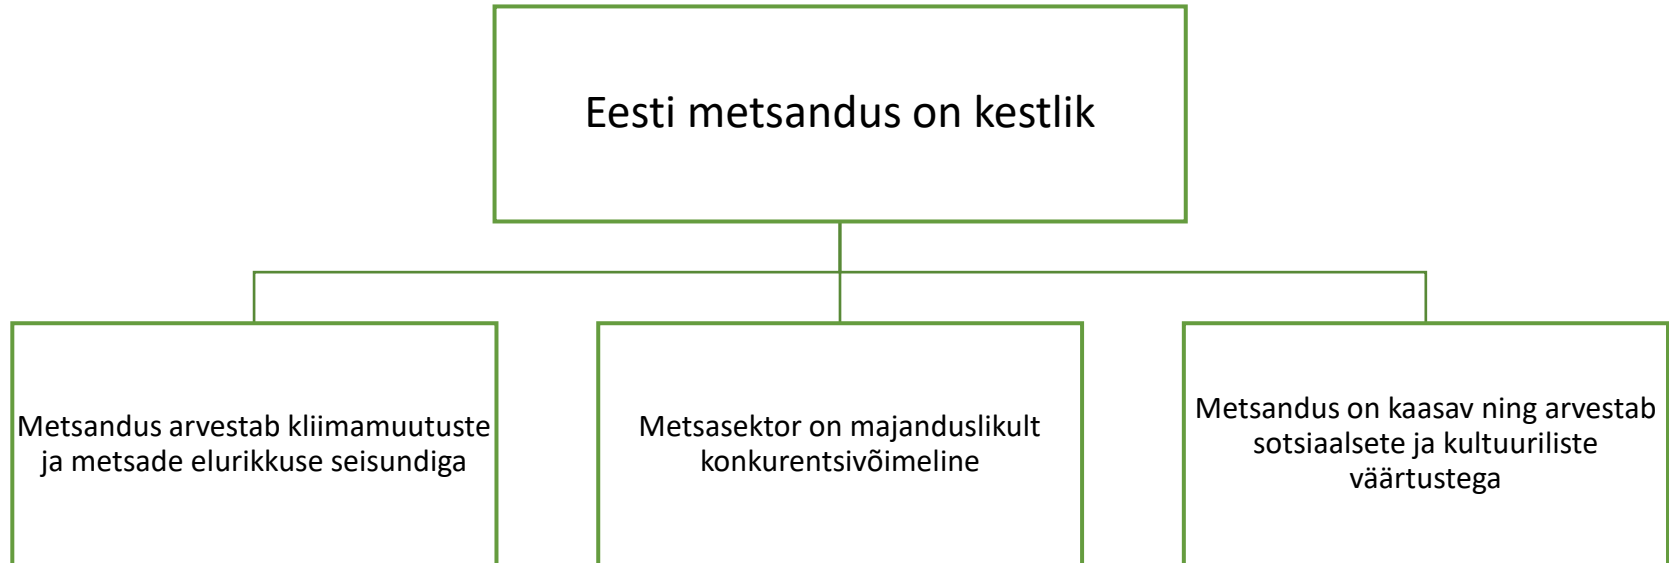 Eesti metsandus on kestlik
Metsandus arvestab kliimamuutuste
ja metsade elurikkuse seisundiga
Metsasektor on majanduslikult
konkurentsivõimeline
Metsandus on kaasav ning arvestab
sotsiaalsete ja kultuuriliste
väärtustega